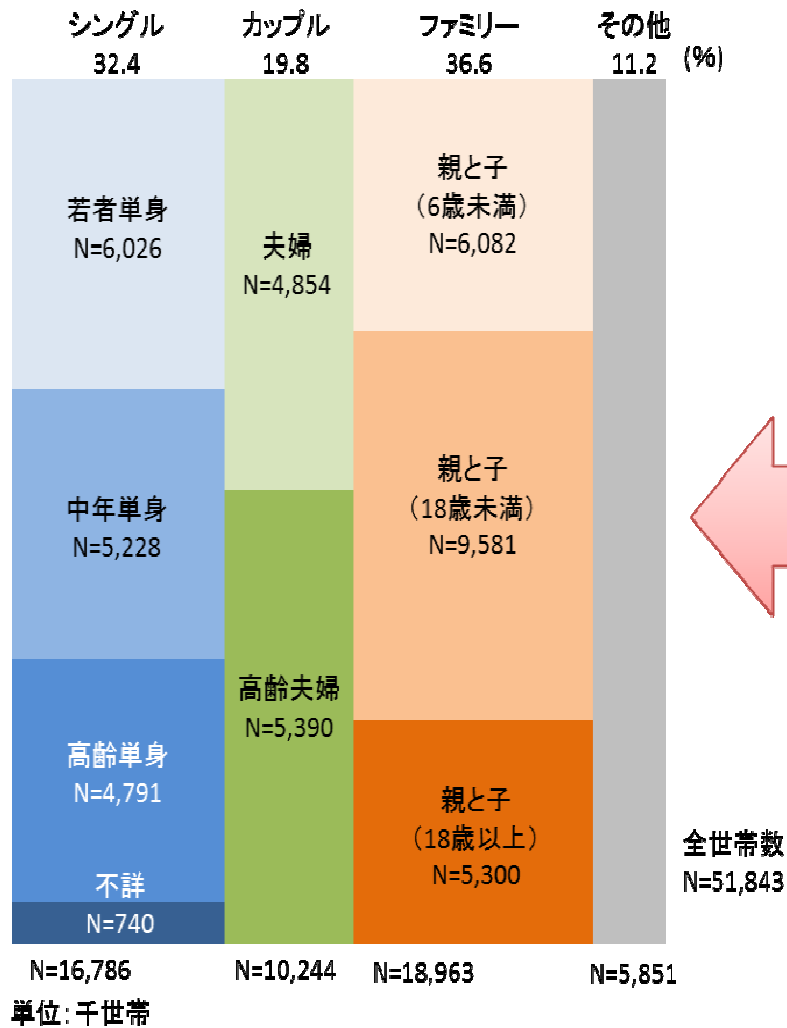 シングル
32.4
カップル
19.8
ファミリー
36.6
その他
11.2
(%)
若者単身
N=6,026
中年単身
N=5,228
高齢単身
N=4,791
不詳
N=740
夫婦
N=4,854
高齢夫婦
N=5,390
親と子
(6歳未満)
N=6,082
親と子
(18歳未満)
N=9,581
親と子
(18歳以上)
N=5,300
全世帯数
N=51,843
N=16,786
N=10,244
N=18,963
N=5,851
単位:千世帯